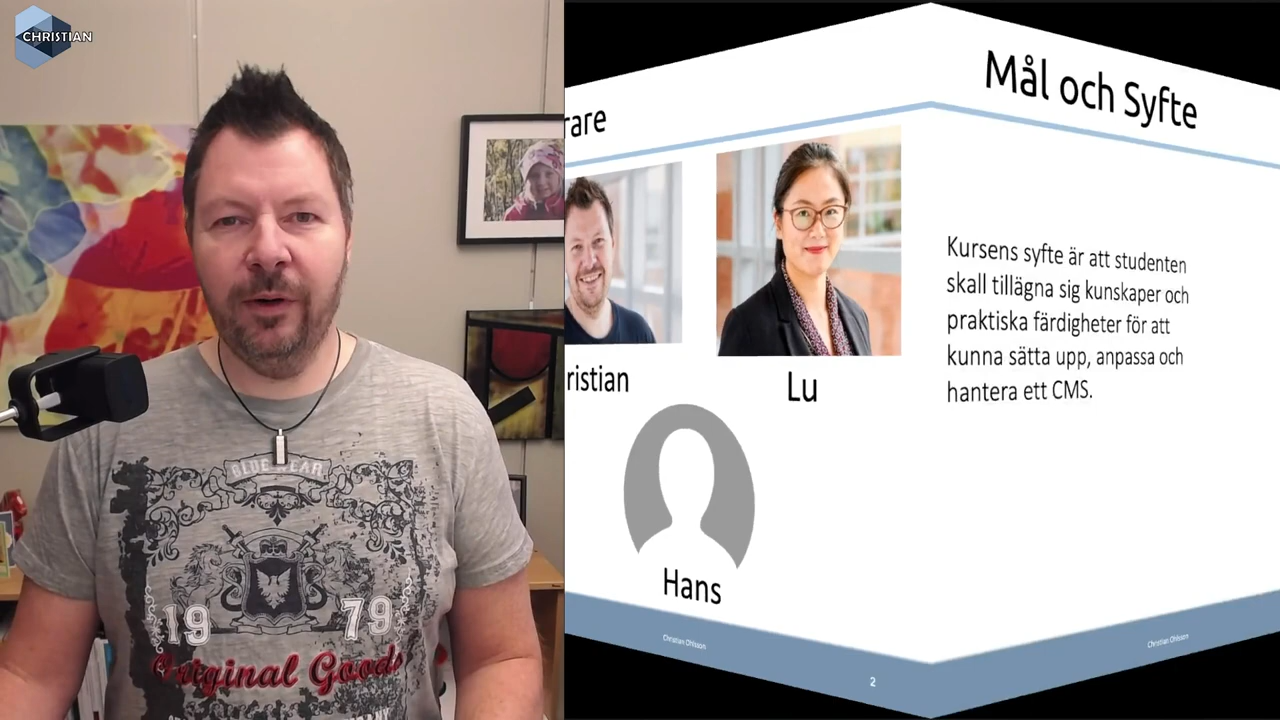 CHRISTIAN
BLUE WEAR
19 79
Original Goods
rare
ristian
Lu
Hans
Christian Ohlsson
2
Mål och Syfte
Kursens syfte är att studenten
skall tillägna sig kunskaper och
praktiska färdigheter för att
kunna sätta upp, anpassa och
hantera ett CMS.
Christian Ohlsson